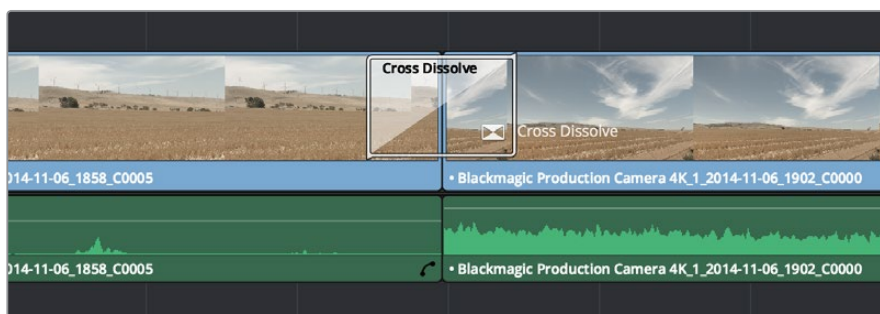 Cross Dissolve
Cross Dissolve
014-11-06_1858_C0005
• Blackmagic Production Camera 4K_1_2014-11-06_1902_C0000
014-11-06_1858_C0005
• Blackmagic Production Camera 4K_1_2014-11-06_1902_C0000